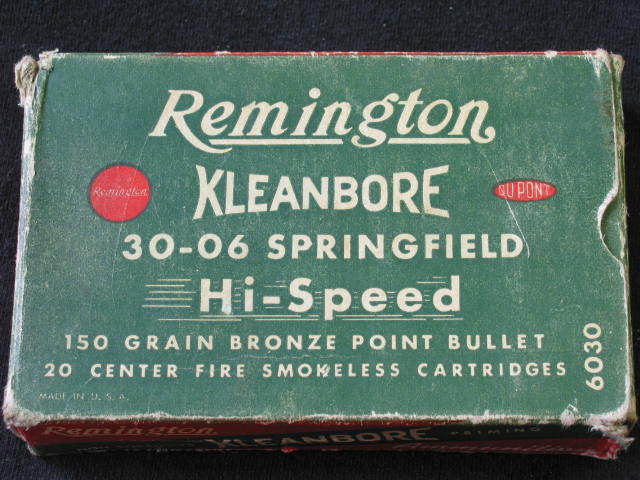 Remington
Remington
KLEANBORE
DU PONT
30-06 SPRINGFIELD
Hi-Speed
150 GRAIN BRONZE POINT BULLET
20 CENTER FIRE SMOKELESS CARTRIDGES
6030
MADE IN U.S.A.
Remington KLEANBORE PRIMING